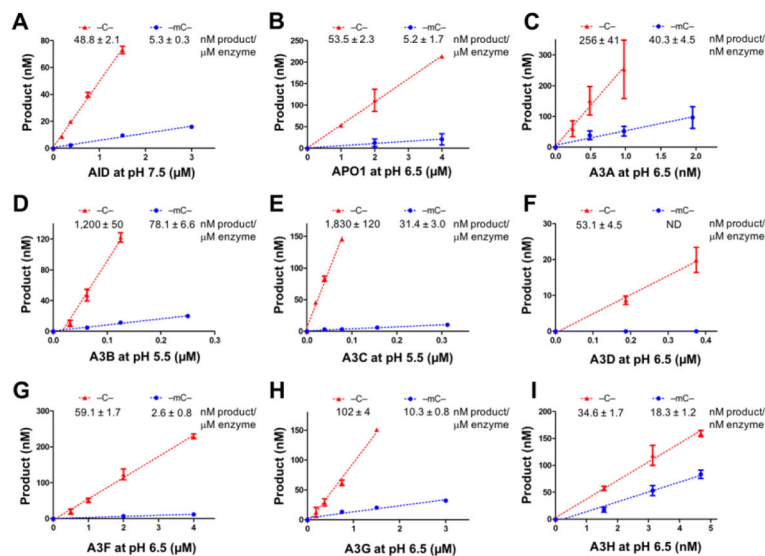 A
–C– –mC–
48.8 ± 2.1 5.3 ± 0.3 nM product/
µM enzyme
Product (nM)
80
60
40
20
0
0 1 2 3
AID at pH 7.5 (µM)
B
–C– –mC–
53.5 ± 2.3 5.2 ± 1.7 nM product/
µM enzyme
Product (nM)
250
200
150
100
50
0
0 1 2 3 4
APO1 at pH 6.5 (µM)
C
–C– –mC–
256 ± 41 40.3 ± 4.5 nM product/
nM enzyme
Product (nM)
300
200
100
0
0.0 0.5 1.0 1.5 2.0
A3A at pH 6.5 (nM)
D
–C– –mC–
1,200 ± 50 78.1 ± 6.6 nM product/
µM enzyme
Product (nM)
120
80
40
0
0.0 0.1 0.2 0.3
A3B at pH 5.5 (µM)
E
–C– –mC–
1,830 ± 120 31.4 ± 3.0 nM product/
µM enzyme
Product (nM)
150
100
50
0
0.0 0.1 0.2 0.3
A3C at pH 5.5 (µM)
F
–C– –mC–
53.1 ± 4.5 ND nM product/
µM enzyme
Product (nM)
30
20
10
0
0.0 0.1 0.2 0.3 0.4
A3D at pH 6.5 (µM)
G
–C– –mC–
59.1 ± 1.7 2.6 ± 0.8 nM product/
µM enzyme
Product (nM)
300
200
100
0
0 1 2 3 4
A3F at pH 6.5 (µM)
H
–C– –mC–
102 ± 4 10.3 ± 0.8 nM product/
µM enzyme
Product (nM)
200
150
100
50
0
0 1 2 3
A3G at pH 6.5 (µM)
I
–C– –mC–
34.6 ± 1.7 18.3 ± 1.2 nM product/
nM enzyme
Product (nM)
200
150
100
50
0
0 1 2 3 4 5
A3H at pH 6.5 (nM)